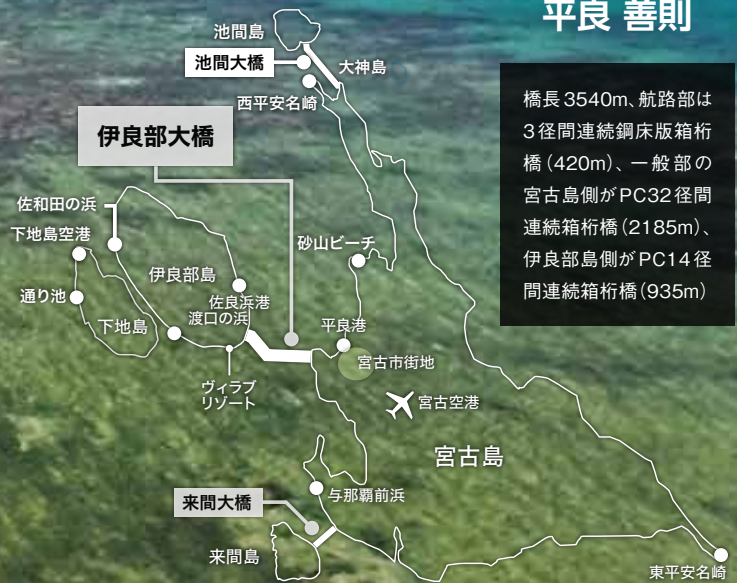 平良 善則
池間島
池間大橋
大神島
西平安名崎
伊良部大橋
橋長3540m、航路部は
3径間連続鋼床版箱桁
橋(420m)、一般部の
宮古島側がPC32径間
連続箱桁橋(2185m)、
伊良部島側がPC14径
間連続箱桁橋(935m)
佐和田の浜
下地島空港
砂山ビーチ
伊良部島
通り池
佐良浜港
渡口の浜
下地島
平良港
宮古市街地
ヴィラブ
リゾート
宮古空港
宮古島
与那覇前浜
来間大橋
来間島
東平安名崎